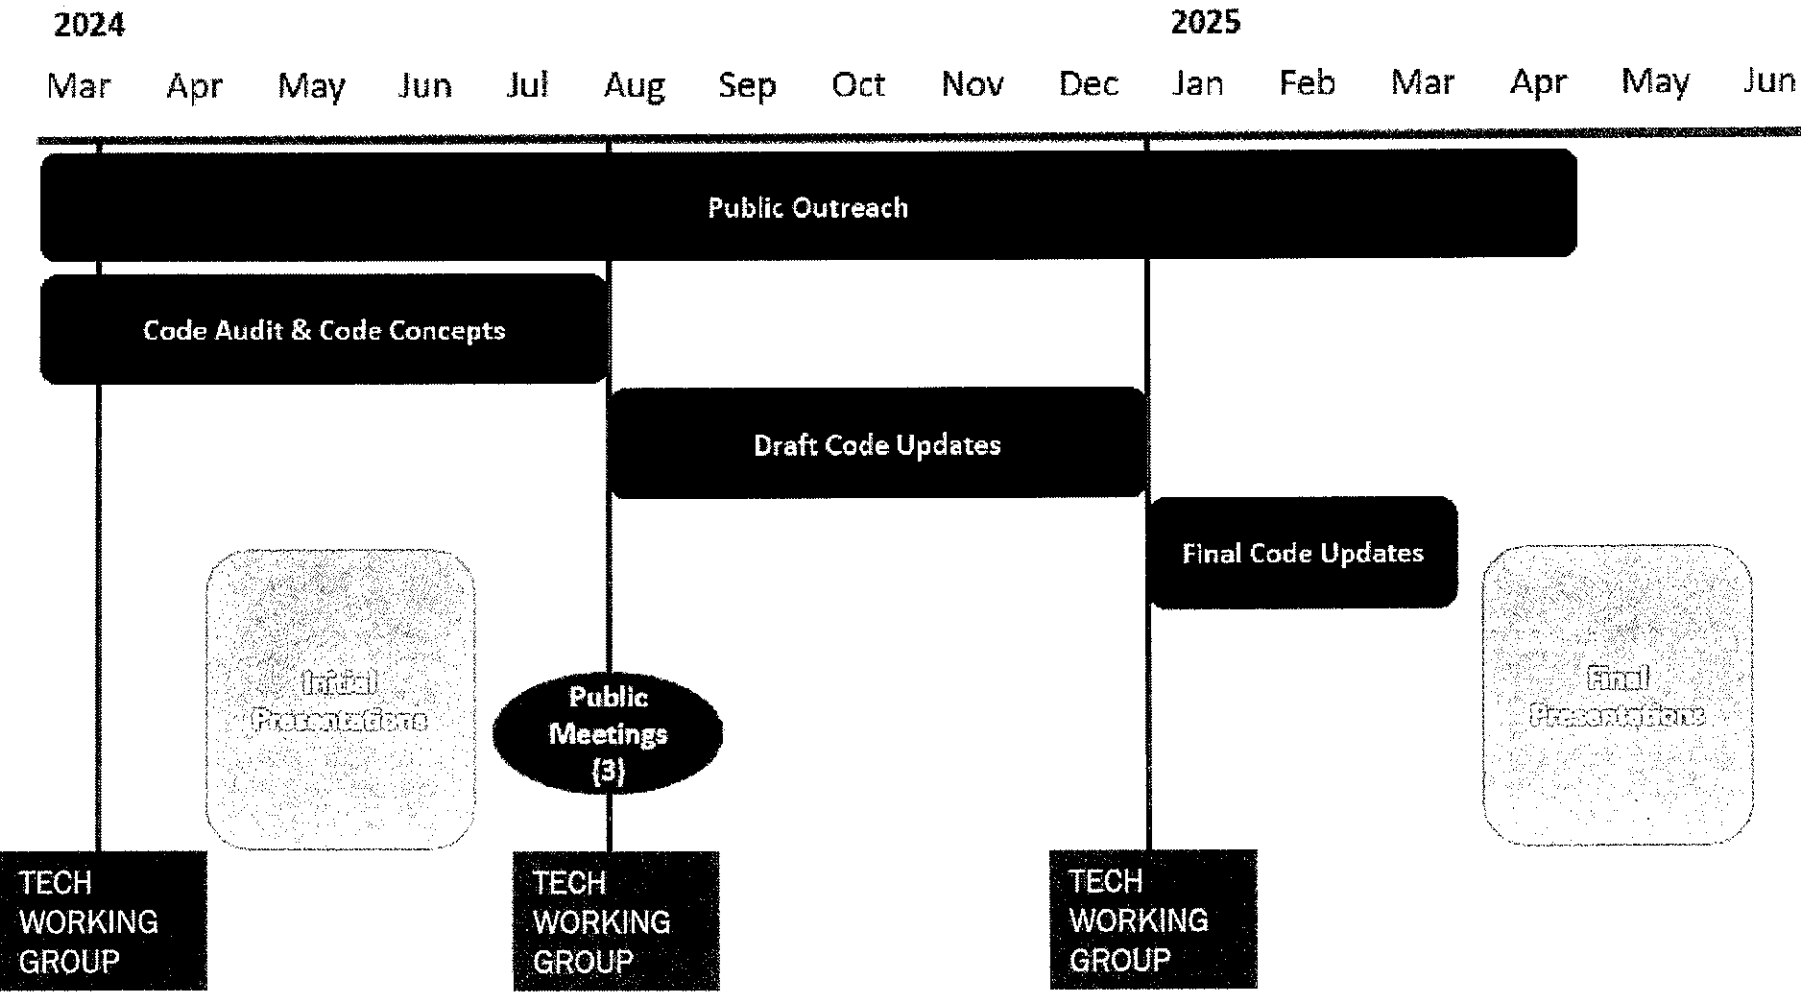 2024 2025
Mar Apr May Jun Jul Aug Sep Oct Nov Dec Jan Feb Mar Apr May Jun
Public Outreach
Code Audit & Code Concepts
Draft Code Updates
Final Code Updates
Initial
Presentations
Public
Meetings
(3)
Final
Presentations
TECH
WORKING
GROUP
TECH
WORKING
GROUP
TECH
WORKING
GROUP